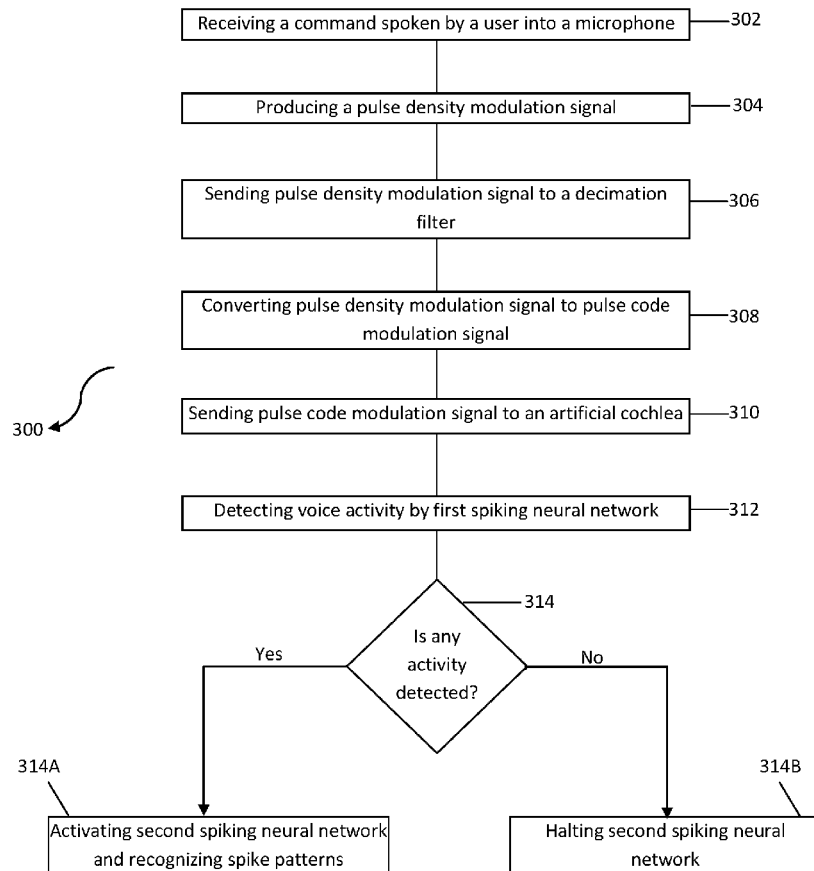 Receiving a command spoken by a user into a microphone
302
Producing a pulse density modulation signal
304
Sending pulse density modulation signal to a decimation
filter
306
Converting pulse density modulation signal to pulse code
modulation signal
308
300
Sending pulse code modulation signal to an artificial cochlea
310
Detecting voice activity by first spiking neural network
312
314
Is any
activity
detected?
Yes
No
314A
314B
Activating second spiking neural network
and recognizing spike patterns
Halting second spiking neural
network